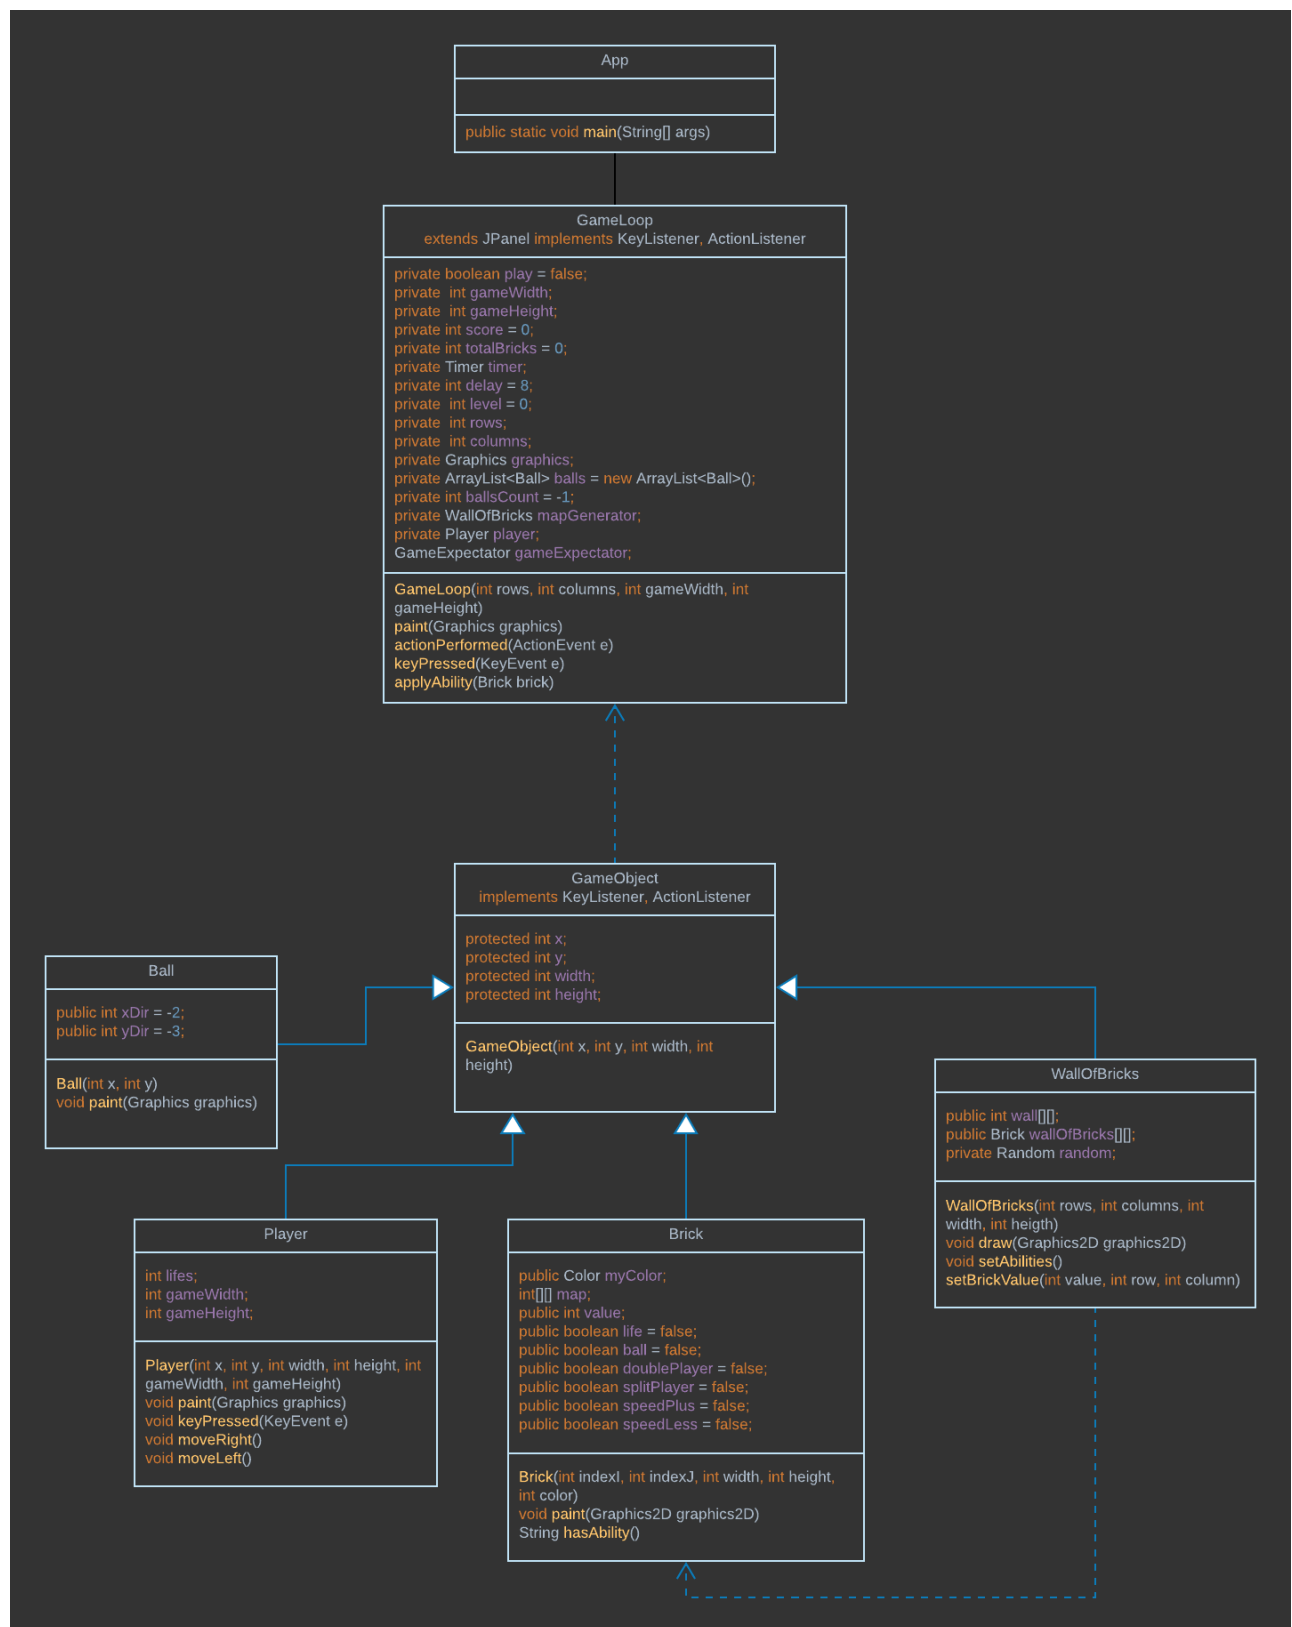 App
public static void main(String[] args)
GameLoop
extends JPanel implements KeyListener, ActionListener
private boolean play = false;
private  int gameWidth;
private  int gameHeight;
private int score = 0;
private int totalBricks = 0;
private Timer timer;
private int delay = 8;
private  int level = 0;
private  int rows;
private  int columns;
private Graphics graphics;
private ArrayList<Ball> balls = new ArrayList<Ball>();
private int ballsCount = -1;
private WallOfBricks mapGenerator;
private Player player;
GameExpectator gameExpectator;
GameLoop(int rows, int columns, int gameWidth, int
gameHeight)
paint(Graphics graphics)
actionPerformed(ActionEvent e)
keyPressed(KeyEvent e)
applyAbility(Brick brick)
GameObject
implements KeyListener, ActionListener
protected int x;
protected int y;
protected int width;
protected int height;
GameObject(int x, int y, int width, int
height)
Ball
public int xDir = -2;
public int yDir = -3;
Ball(int x, int y)
void paint(Graphics graphics)
WallOfBricks
public int wall[][];
public Brick wallOfBricks[][];
private Random random;
WallOfBricks(int rows, int columns, int
width, int heigth)
void draw(Graphics2D graphics2D)
void setAbilities()
setBrickValue(int value, int row, int column)
Player
int lifes;
int gameWidth;
int gameHeight;
Player(int x, int y, int width, int height, int
gameWidth, int gameHeight)
void paint(Graphics graphics)
void keyPressed(KeyEvent e)
void moveRight()
void moveLeft()
Brick
public Color myColor;
int[][] map;
public int value;
public boolean life = false;
public boolean ball = false;
public boolean doublePlayer = false;
public boolean splitPlayer = false;
public boolean speedPlus = false;
public boolean speedLess = false;
Brick(int indexI, int indexJ, int width, int height,
int color)
void paint(Graphics2D graphics2D)
String hasAbility()